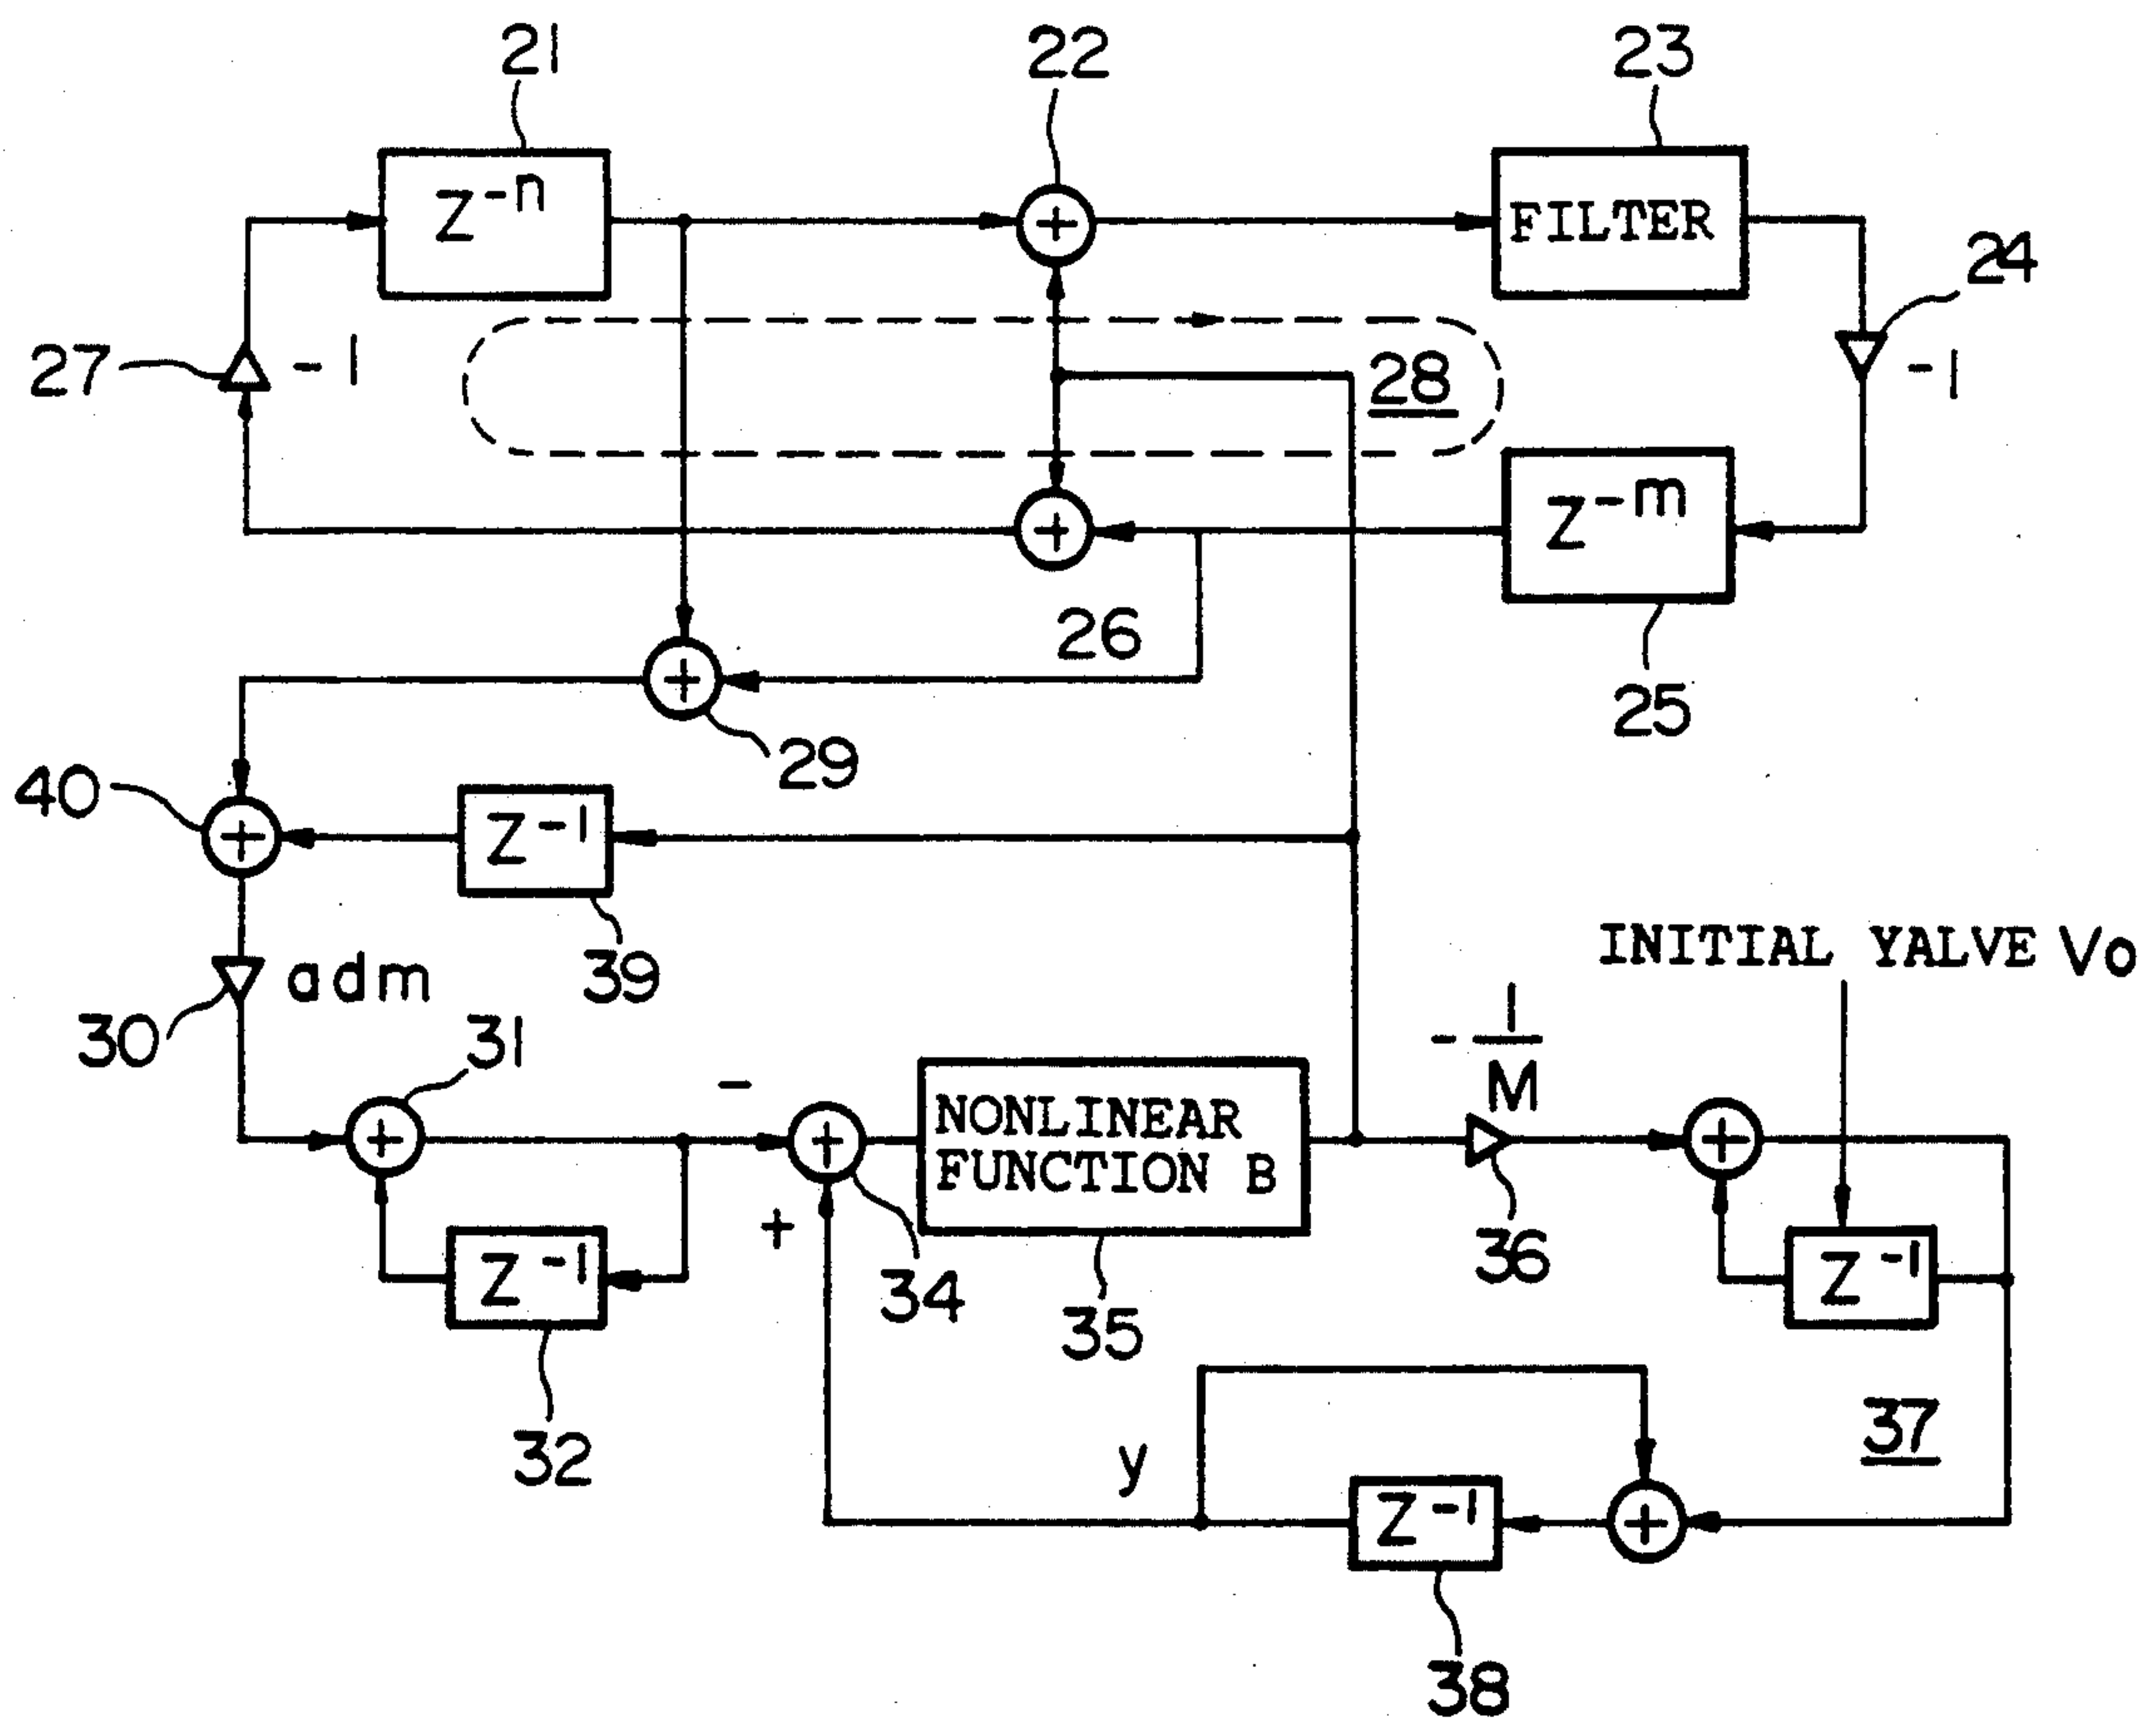 21
22
23
Z⁻ⁿ
FILTER
24
27
-1
28
-1
Z⁻ᵐ
26
25
29
40
Z⁻¹
39
INITIAL YALVE Vo
30
adm
31
- 1/M
-
NONLINEAR
FUNCTION B
+
36
Z⁻¹
34
35
Z⁻¹
32
37
y
Z⁻¹
38